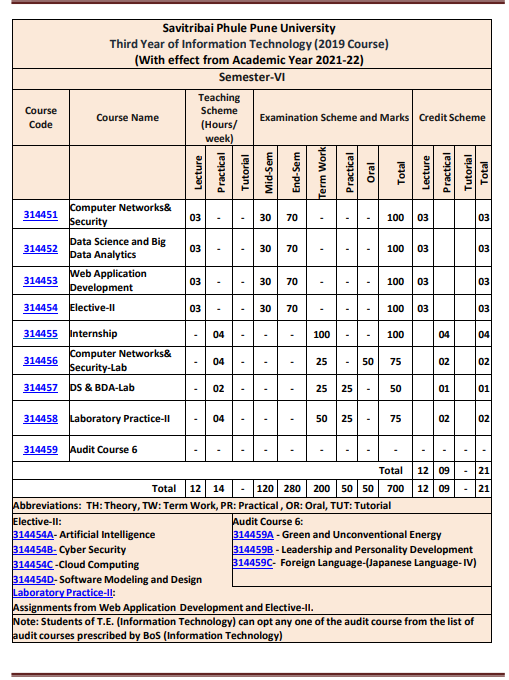 Savitribai Phule Pune University
Third Year of Information Technology (2019 Course)
(With effect from Academic Year 2021-22)
Semester-VI
Course Code Course Name Teaching Scheme (Hours/ week) Examination Scheme and Marks Credit Scheme
Lecture Practical Tutorial Mid-Sem End-Sem Term Work Practical Oral Total Lecture Practical Tutorial Total
314451 Computer Networks& Security 03 - - 30 70 - - - 100 03 03
314452 Data Science and Big Data Analytics 03 - - 30 70 - - - 100 03 03
314453 Web Application Development 03 - - 30 70 - - - 100 03 03
314454 Elective-II 03 - - 30 70 - - - 100 03 03
314455 Internship - 04 - - - 100 - - 100 04 04
314456 Computer Networks& Security-Lab - 04 - - - 25 - 50 75 02 02
314457 DS & BDA-Lab - 02 - - - 25 25 - 50 01 01
314458 Laboratory Practice-II - 04 - - - 50 25 - 75 02 02
314459 Audit Course 6 - - - - - - - - - - - - -
Total 12 09 - 21
Total 12 14 - 120 280 200 50 50 700 12 09 - 21
Abbreviations: TH: Theory, TW: Term Work, PR: Practical , OR: Oral, TUT: Tutorial
Elective-II:
314454A- Artificial Intelligence
314454B- Cyber Security
314454C -Cloud Computing
314454D- Software Modeling and Design
Audit Course 6:
314459A - Green and Unconventional Energy
314459B - Leadership and Personality Development
314459C- Foreign Language-(Japanese Language- IV)
Laboratory Practice-II:
Assignments from Web Application Development and Elective-II.
Note: Students of T.E. (Information Technology) can opt any one of the audit course from the list of
audit courses prescribed by BoS (Information Technology)